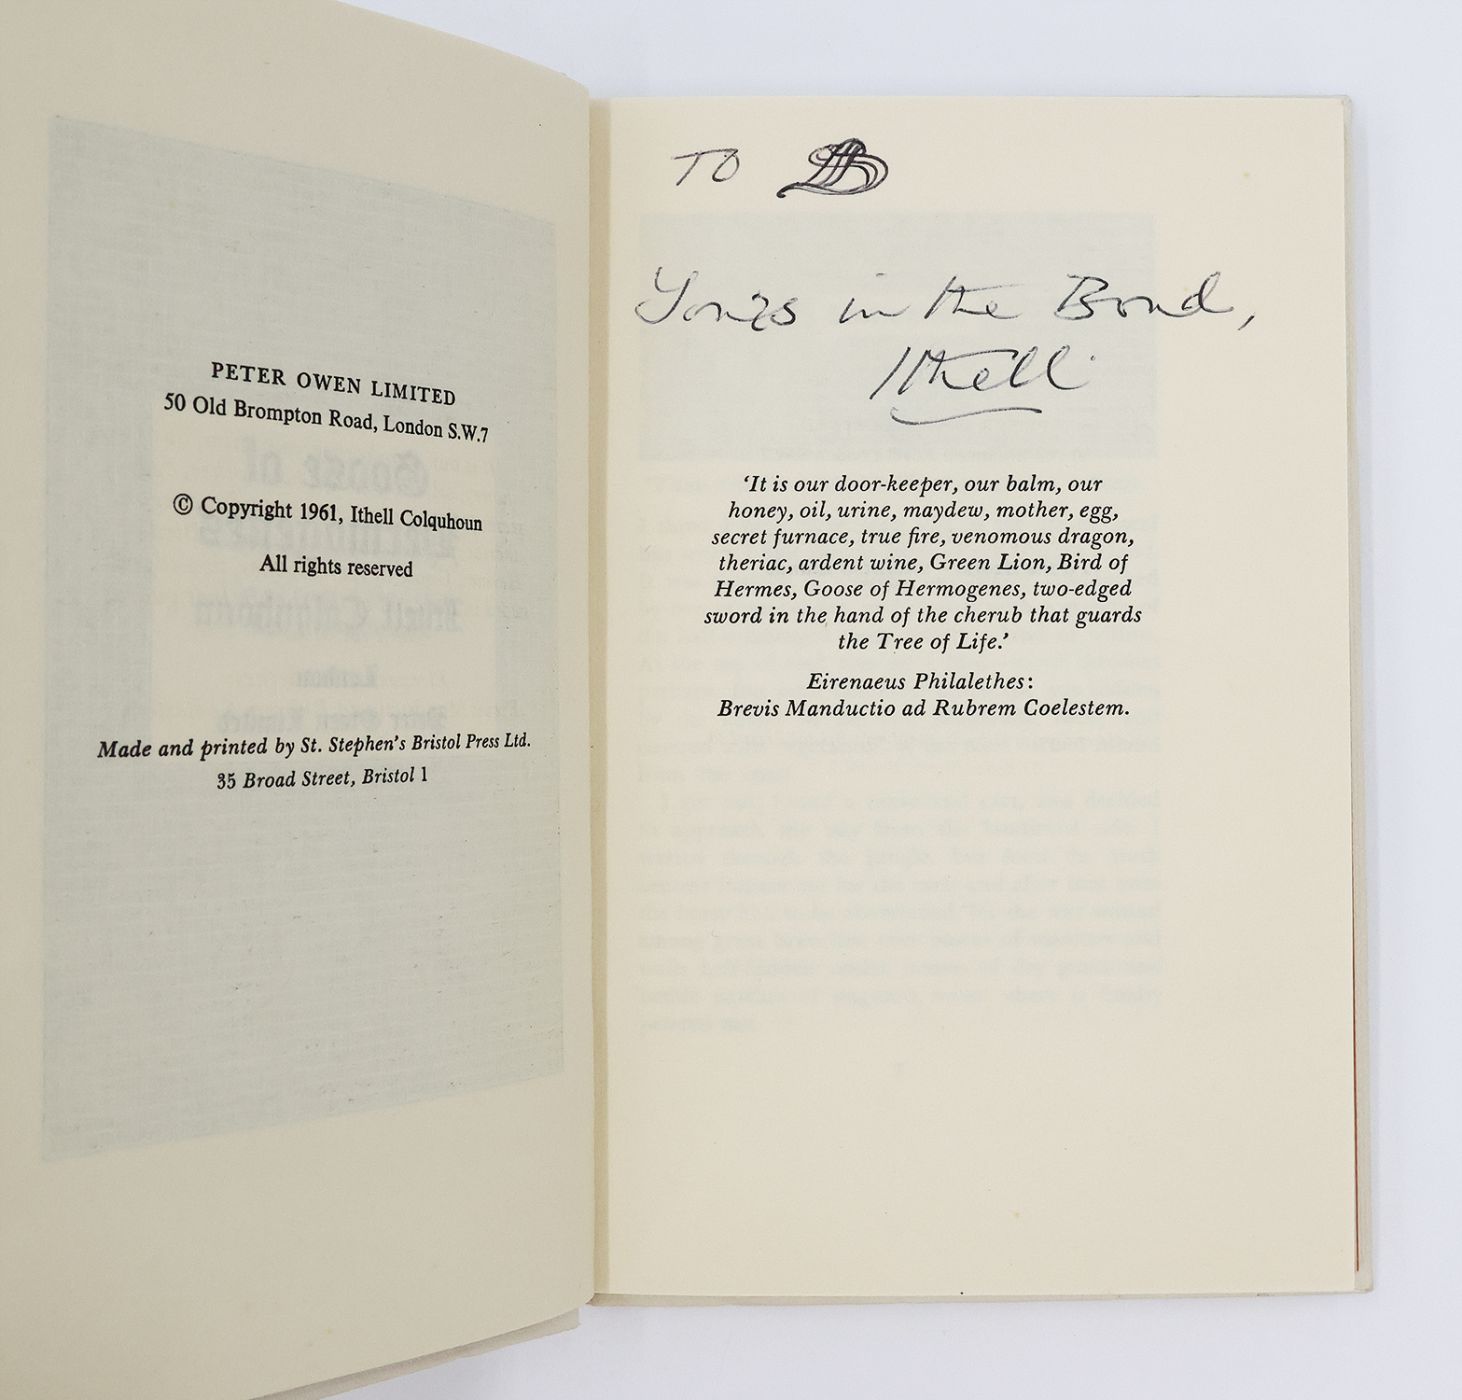 PETER OWEN LIMITED
50 Old Brompton Road, London S.W.7
© Copyright 1961, Ithell Colquhoun
All rights reserved
Made and printed by St. Stephen's Bristol Press Ltd.
35 Broad Street, Bristol 1
TO
Yours in the Bond,
Ithell
‘It is our door-keeper, our balm, our
honey, oil, urine, maydew, mother, egg,
secret furnace, true fire, venomous dragon,
theriac, ardent wine, Green Lion, Bird of
Hermes, Goose of Hermogenes, two-edged
sword in the hand of the cherub that guards
the Tree of Life.’
Eirenaeus Philalethes:
Brevis Manductio ad Rubrem Coelestem.